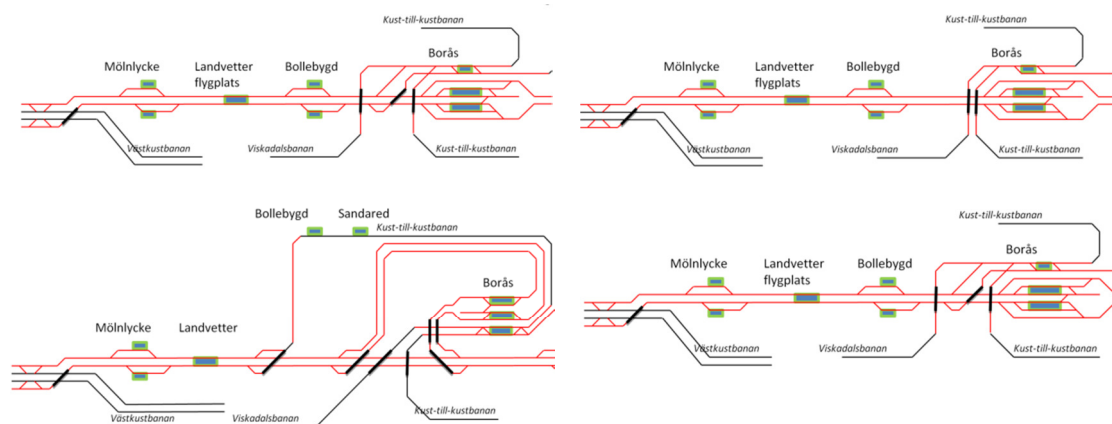 Kust-till-kustbanan
Borås
Mölnlycke
Landvetter
flygplats
Bollebygd
Västkustbanan
Viskadalsbanan
Kust-till-kustbanan
Kust-till-kustbanan
Borås
Mölnlycke
Landvetter
flygplats
Bollebygd
Västkustbanan
Viskadalsbanan
Kust-till-kustbanan
Bollebygd
Sandared
Kust-till-kustbanan
Borås
Mölnlycke
Landvetter
Kust-till-kustbanan
Västkustbanan
Viskadalsbanan
Kust-till-kustbanan
Borås
Mölnlycke
Landvetter
flygplats
Bollebygd
Västkustbanan
Viskadalsbanan
Kust-till-kustbanan